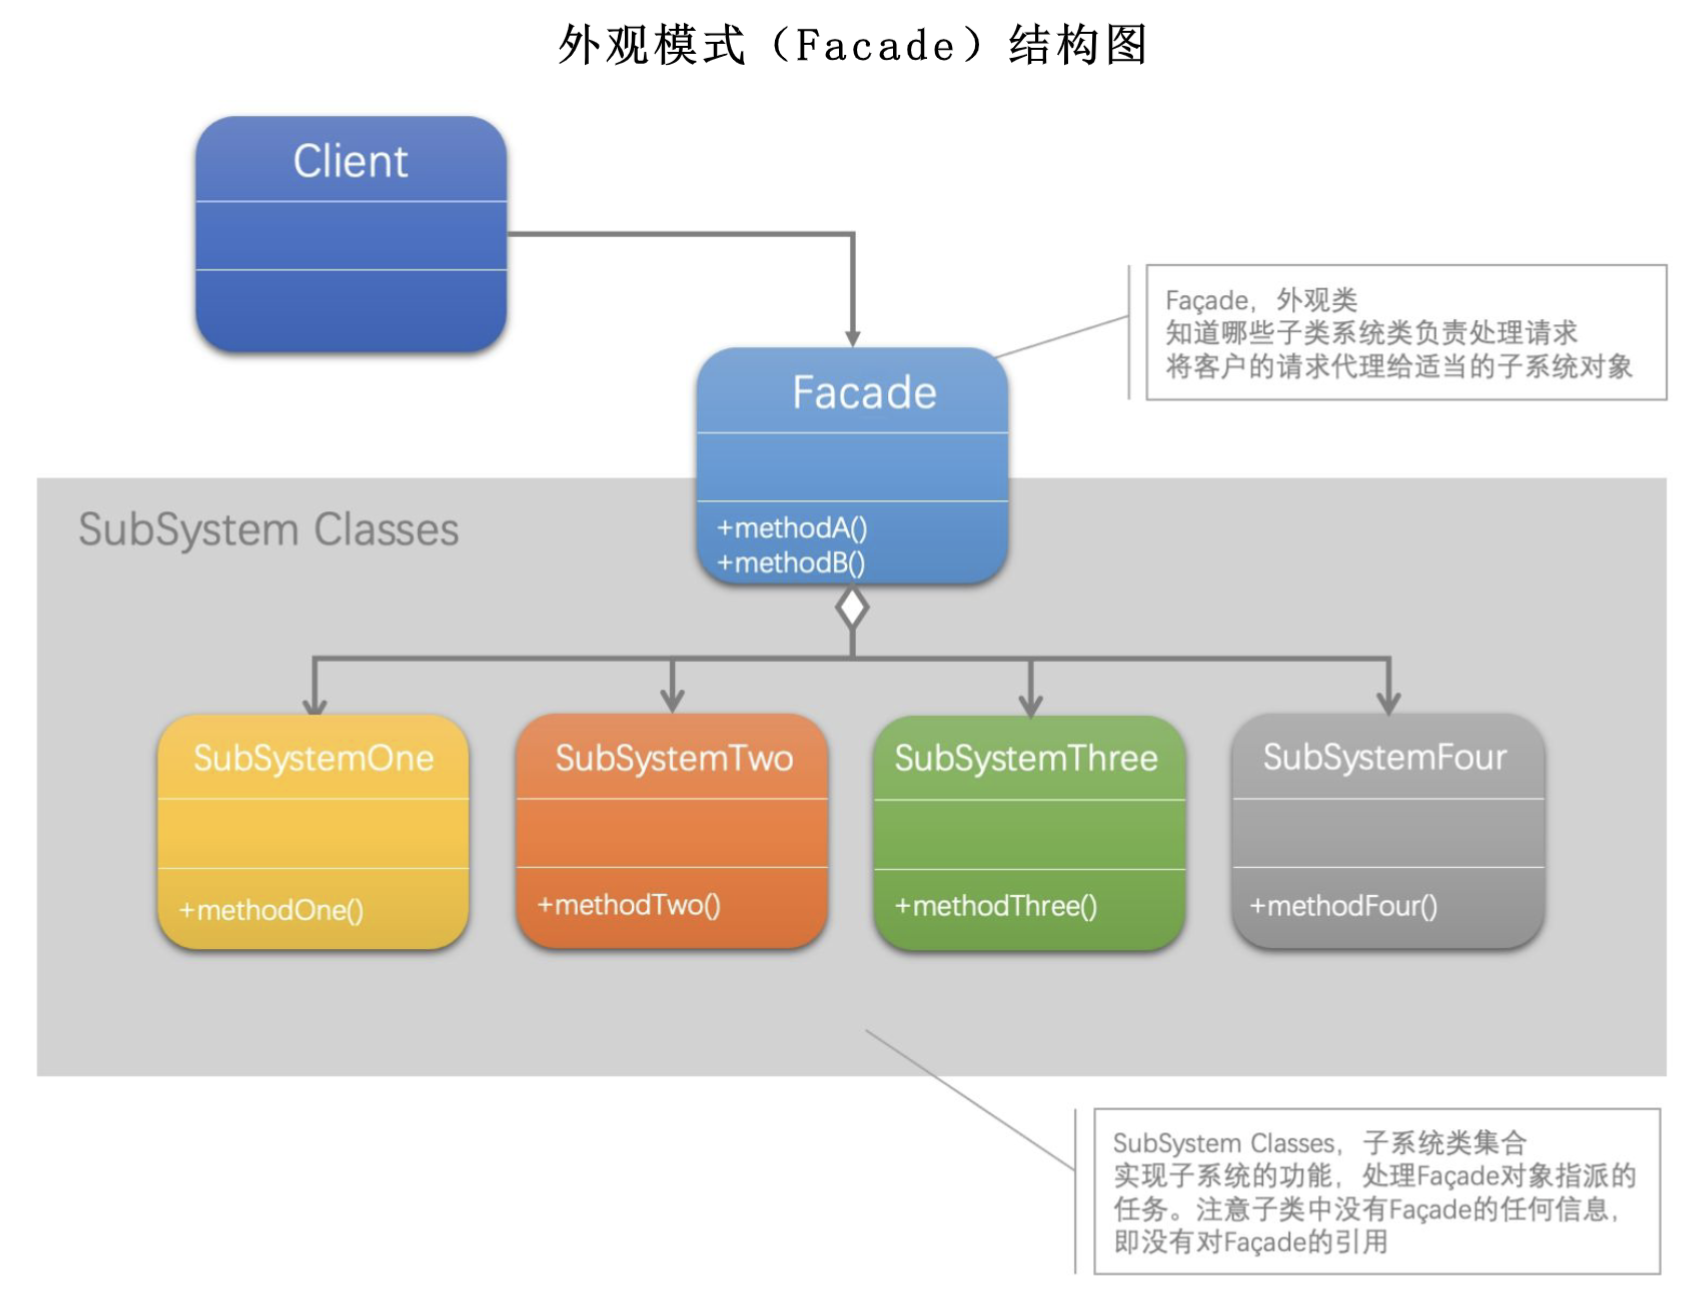 外观模式（Facade）结构图
Client
Façade，外观类
知道哪些子类系统类负责处理请求
将客户的请求代理给适当的子系统对象
Facade
+methodA()
+methodB()
SubSystem Classes
SubSystemOne
+methodOne()
SubSystemTwo
+methodTwo()
SubSystemThree
+methodThree()
SubSystemFour
+methodFour()
SubSystem Classes，子系统类集合
实现子系统的功能，处理Façade对象指派的
任务。注意子类中没有Façade的任何信息，
即没有对Façade的引用